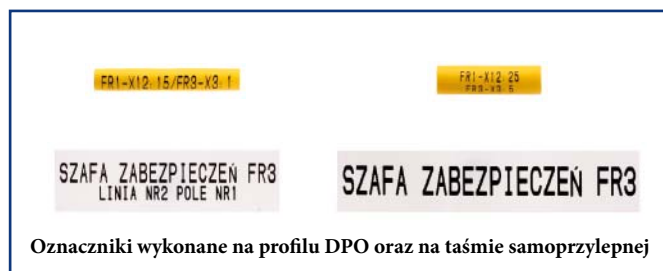 FR1-X12:15/FR3-X3:1
FR1-X12:25
FR3-X3:5
SZAFA ZABEZPIECZEŃ FR3
LINIA NR2 POLE NR1
SZAFA ZABEZPIECZEŃ FR3
Oznaczniki wykonane na profilu DPO oraz na taśmie samoprzylepnej